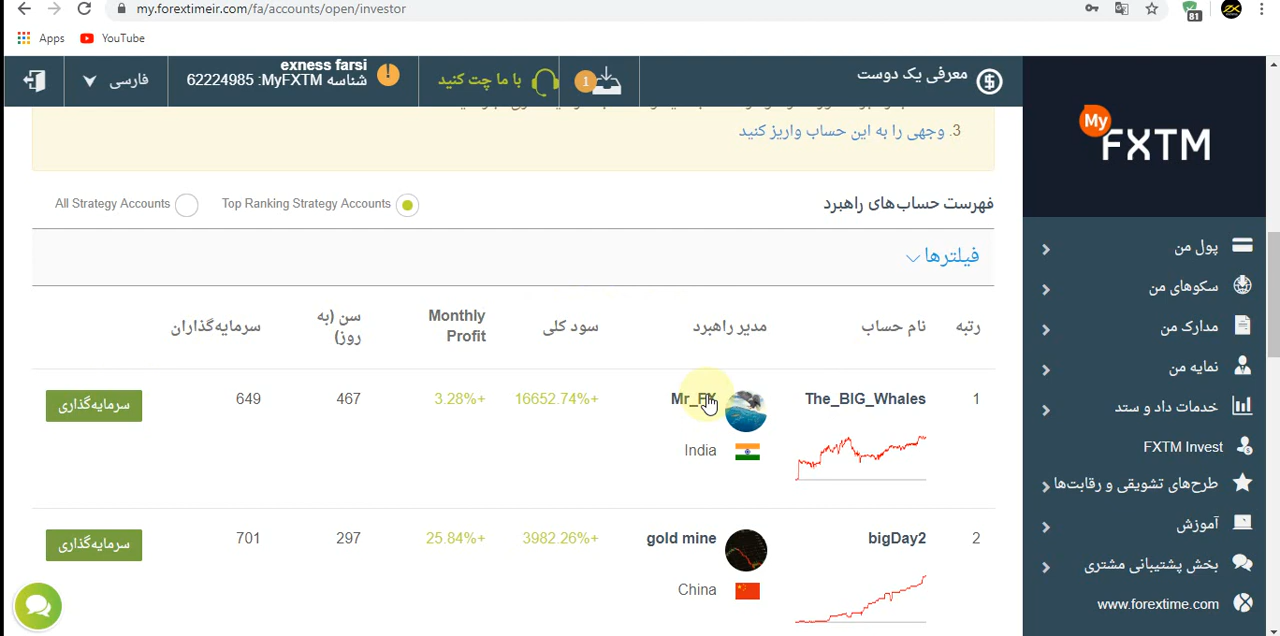 my.forextimeir.com/fa/accounts/open/investor
81
Apps
YouTube
معرفی یک دوست
1
با ما چت کنید
exness farsi
شناسه MyFXTM: 62224985
فارسی
My
FXTM
3. وجهی را به این حساب واریز کنید
فهرست حساب‌های راهبرد
Top Ranking Strategy Accounts
All Strategy Accounts
فیلترها
رتبه
نام حساب
مدیر راهبرد
سود کلی
Monthly
Profit
سن (به
روز)
سرمایه‌گذاران
1
The_BIG_Whales
Mr_FX
India
16652.74%+
3.28%+
467
649
سرمایه‌گذاری
2
bigDay2
gold mine
China
3982.26%+
25.84%+
297
701
سرمایه‌گذاری
پول من
سکوهای من
مدارک من
نمایه من
خدمات داد و ستد
FXTM Invest
طرح‌های تشویقی و رقابت‌ها
آموزش
بخش پشتیبانی مشتری
www.forextime.com